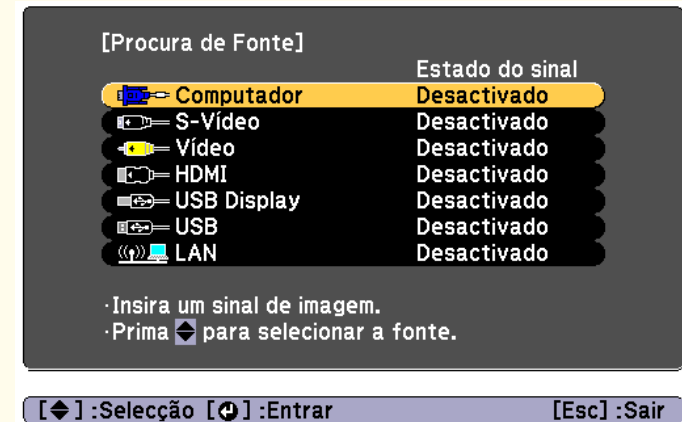 [Procura de Fonte]
Estado do sinal
Computador Desactivado
S-Vídeo Desactivado
Vídeo Desactivado
HDMI Desactivado
USB Display Desactivado
USB Desactivado
LAN Desactivado
·Insira um sinal de imagem.
·Prima para selecionar a fonte.
[ ] :Selecção [ ] :Entrar [Esc] :Sair